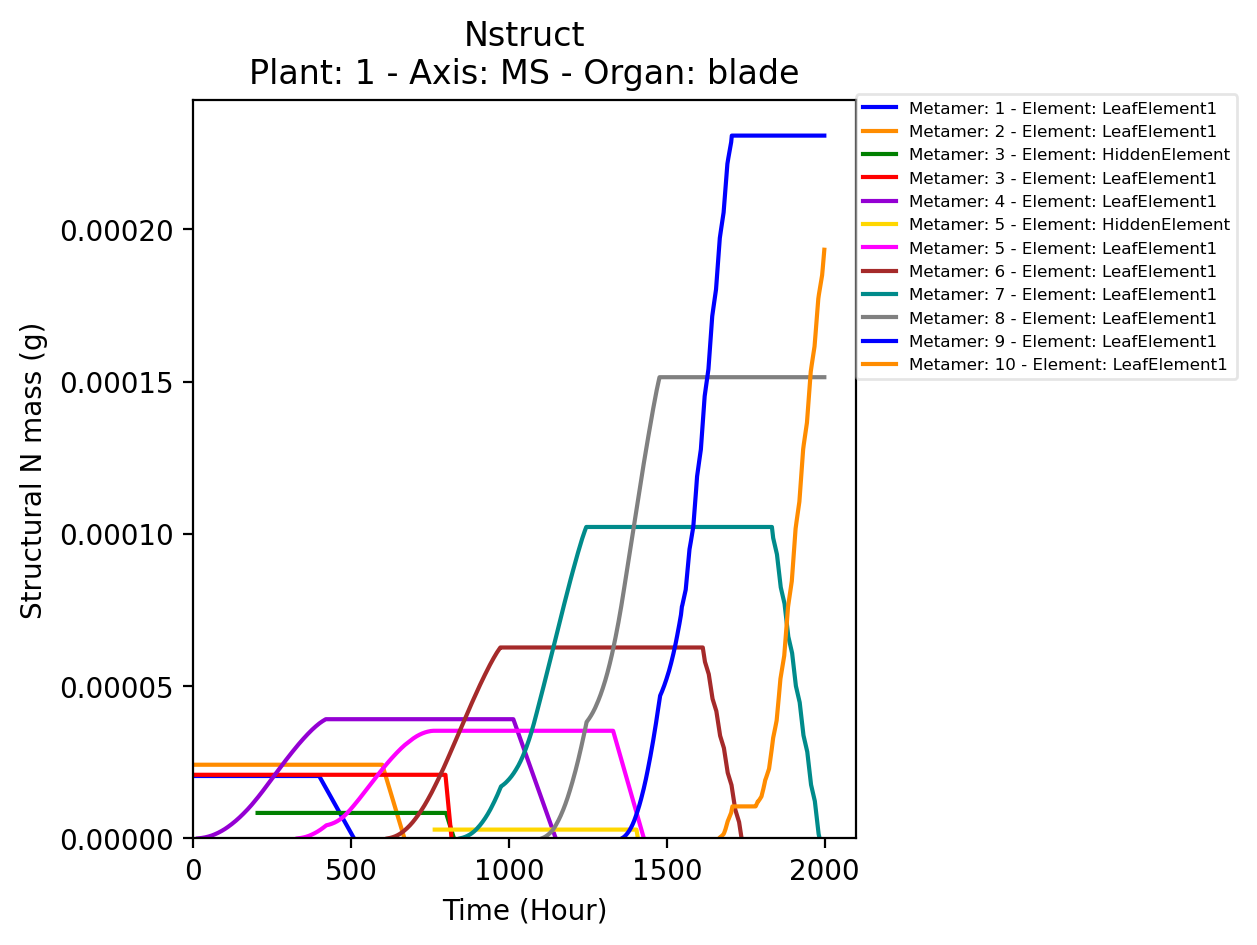 Nstruct
Plant: 1 - Axis: MS - Organ: blade
Metamer: 1 - Element: LeafElement1
Metamer: 2 - Element: LeafElement1
Metamer: 3 - Element: HiddenElement
Metamer: 3 - Element: LeafElement1
Metamer: 4 - Element: LeafElement1
Metamer: 5 - Element: HiddenElement
Metamer: 5 - Element: LeafElement1
Metamer: 6 - Element: LeafElement1
Metamer: 7 - Element: LeafElement1
Metamer: 8 - Element: LeafElement1
Metamer: 9 - Element: LeafElement1
Metamer: 10 - Element: LeafElement1
Structural N mass (g)
0.00020
0.00015
0.00010
0.00005
0.00000
0 500 1000 1500 2000
Time (Hour)